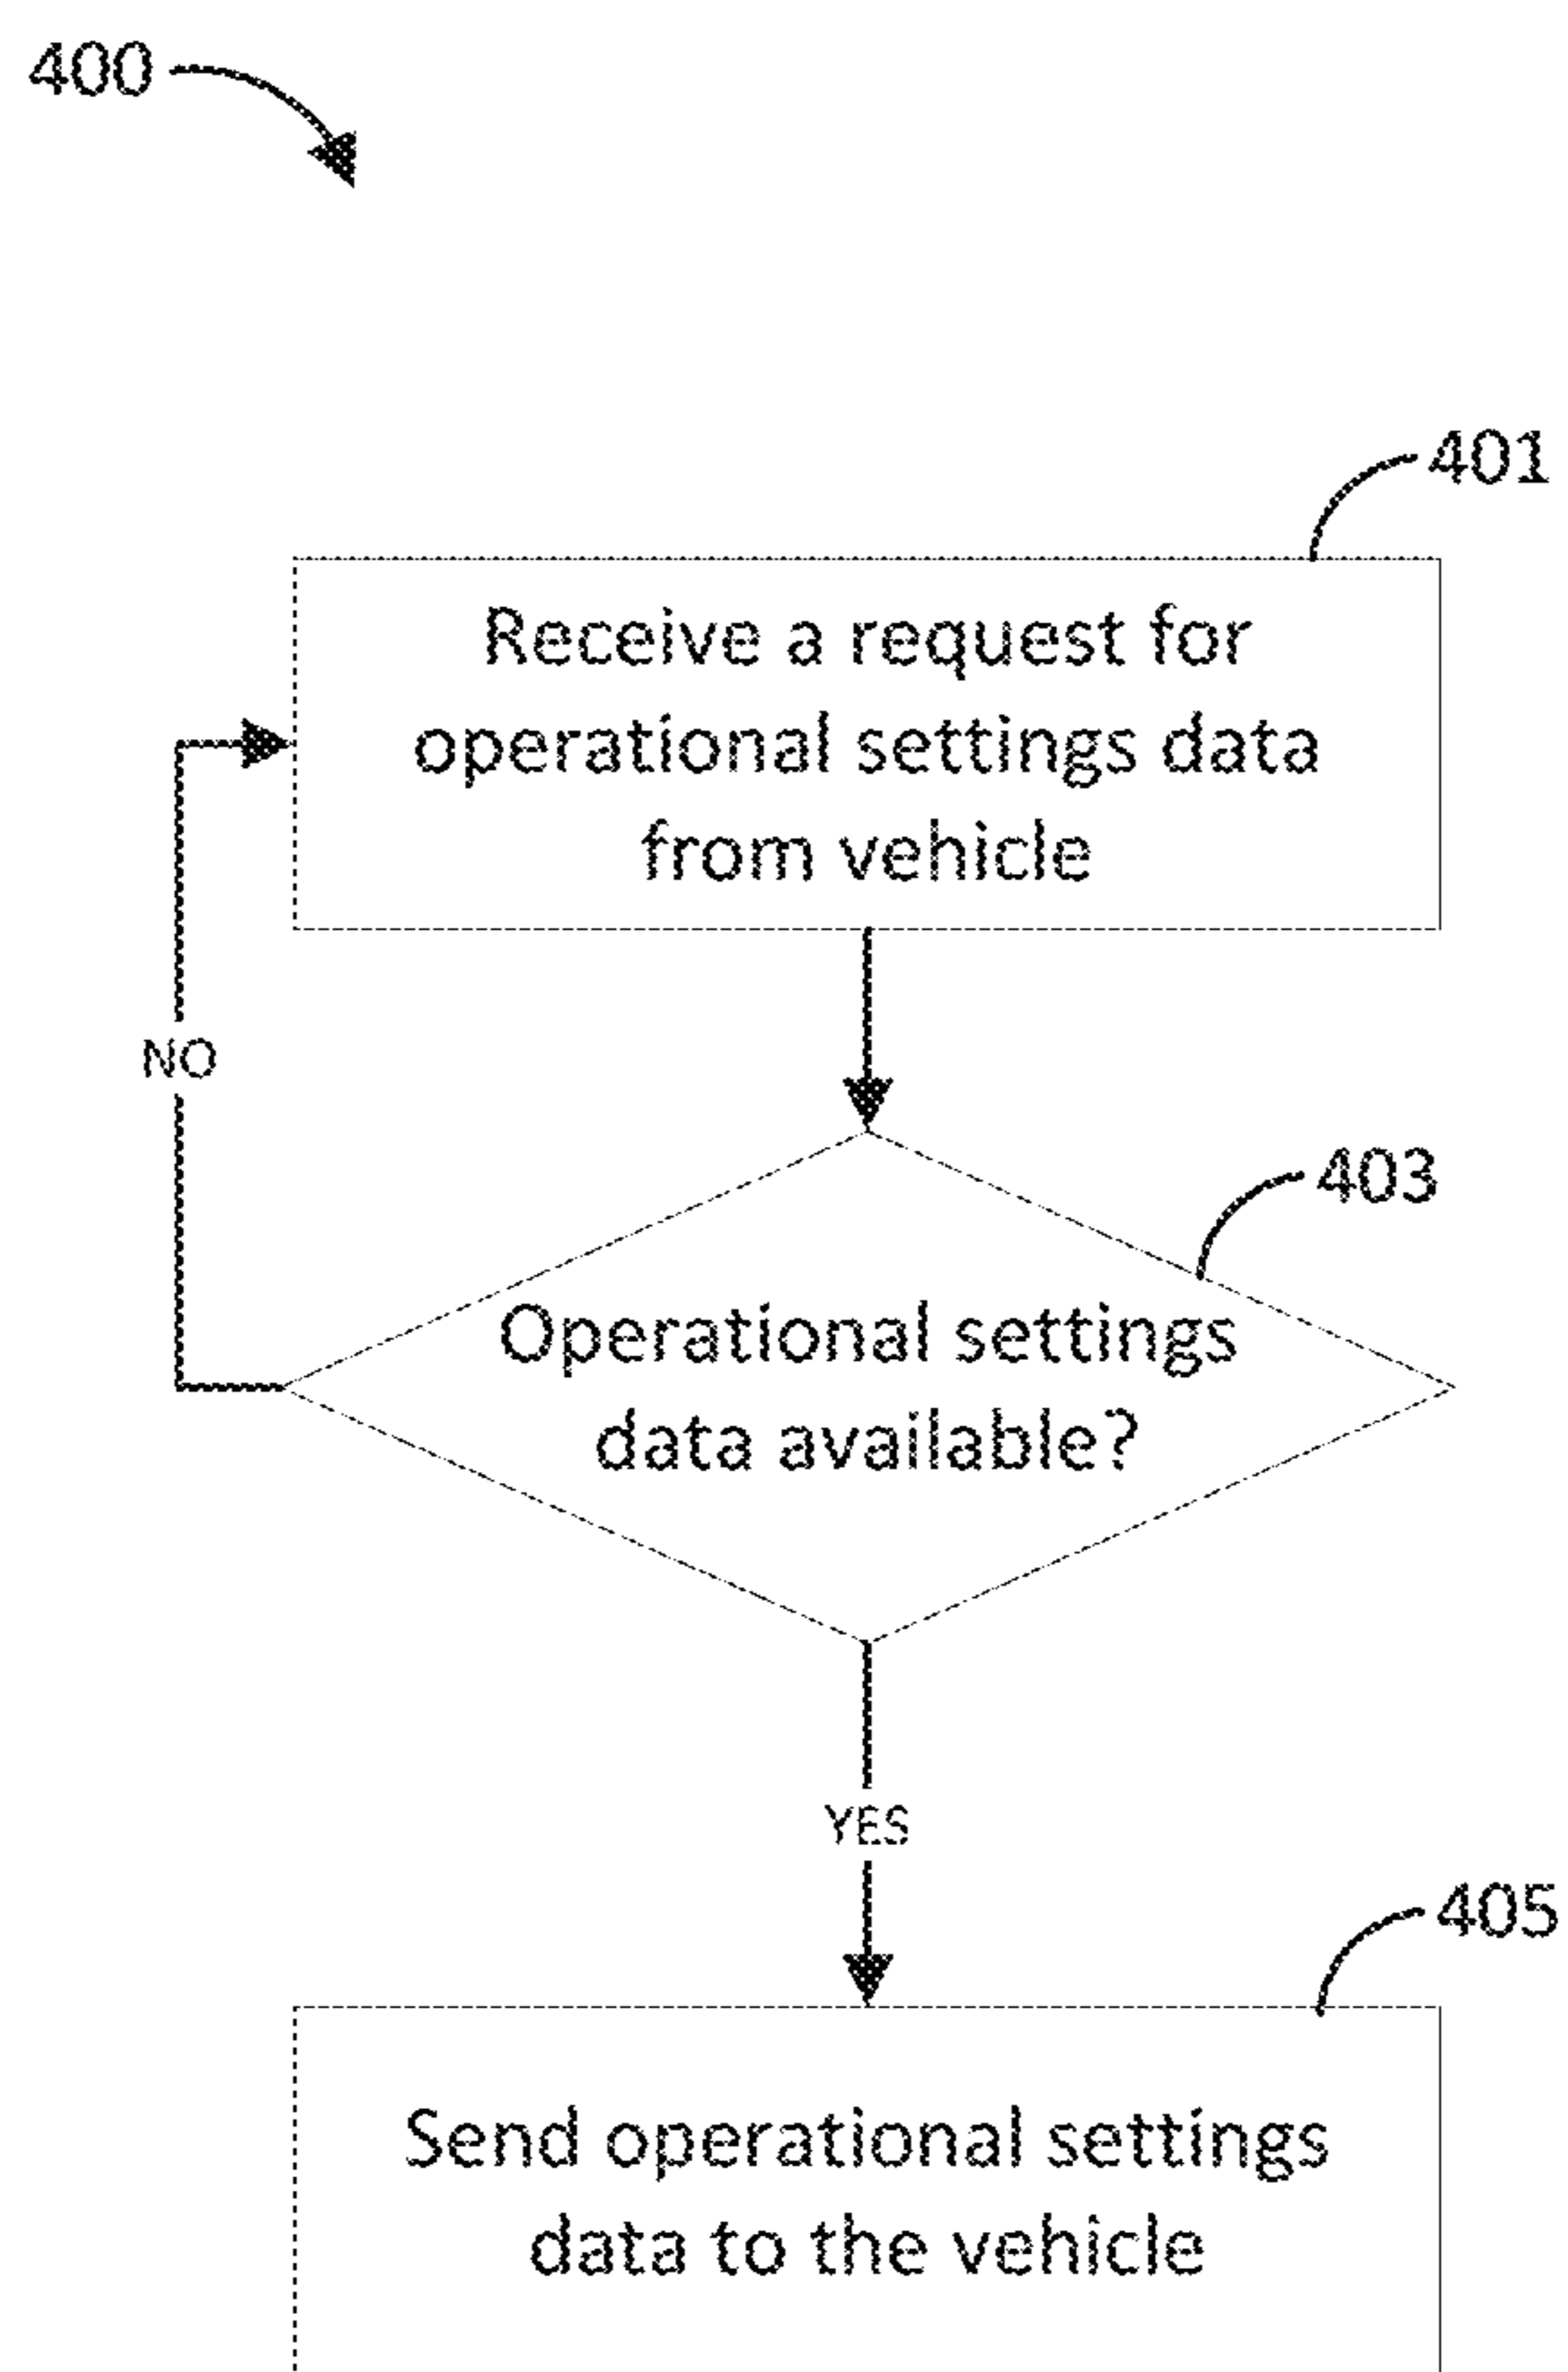 400
401
Receive a request for
operational settings data
from vehicle
NO
403
Operational settings
data available?
YES
405
Send operational settings
data to the vehicle